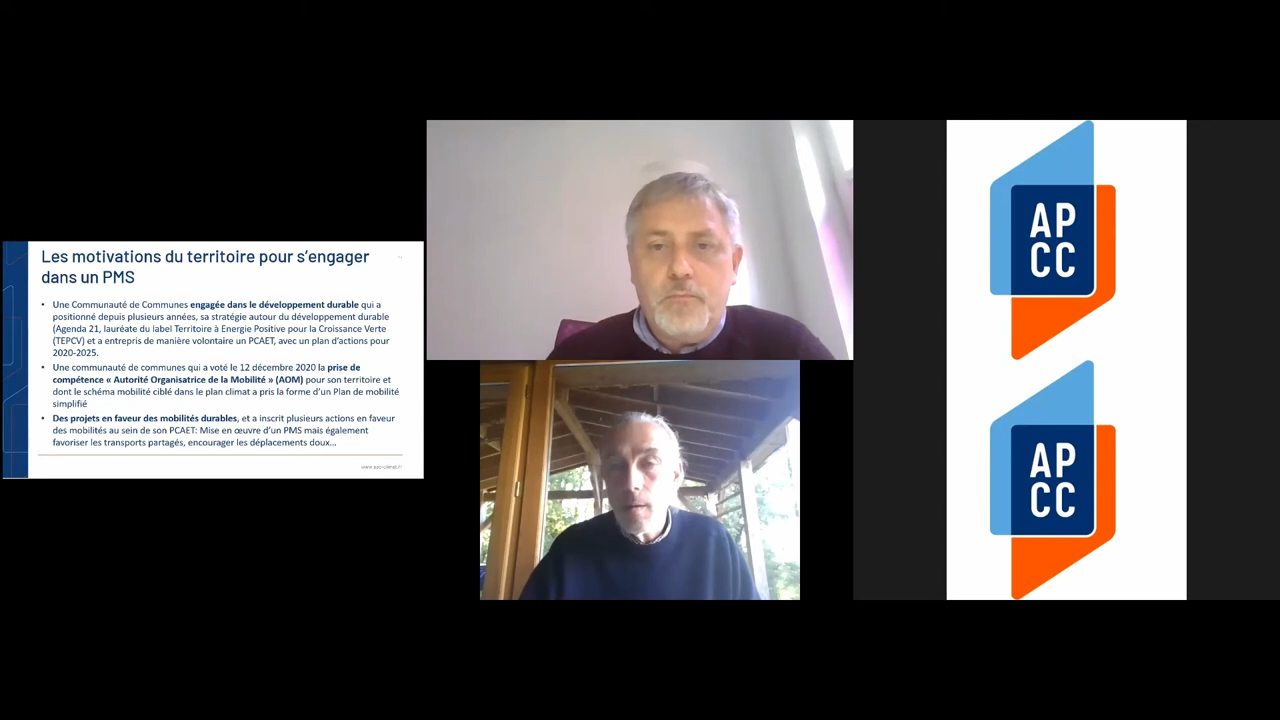 Les motivations du territoire pour s'engager
dans un PMS
• Une Communauté de Communes engagée dans le développement durable qui a
positionné depuis plusieurs années, sa stratégie autour du développement durable
(Agenda 21, lauréate du label Territoire à Energie Positive pour la Croissance Verte
(TEPCV) et a entrepris de manière volontaire un PCAET, avec un plan d'actions pour
2020-2025.
• Une communauté de communes qui a voté le 12 décembre 2020 la prise de
compétence « Autorité Organisatrice de la Mobilité » (AOM) pour son territoire et
dont le schéma mobilité ciblé dans le plan climat a pris la forme d'un Plan de mobilité
simplifié
• Des projets en faveur des mobilités durables, et a inscrit plusieurs actions en faveur
des mobilités au sein de son PCAET: Mise en œuvre d'un PMS mais également
favoriser les transports partagés, encourager les déplacements doux...
AP
CC
AP
CC